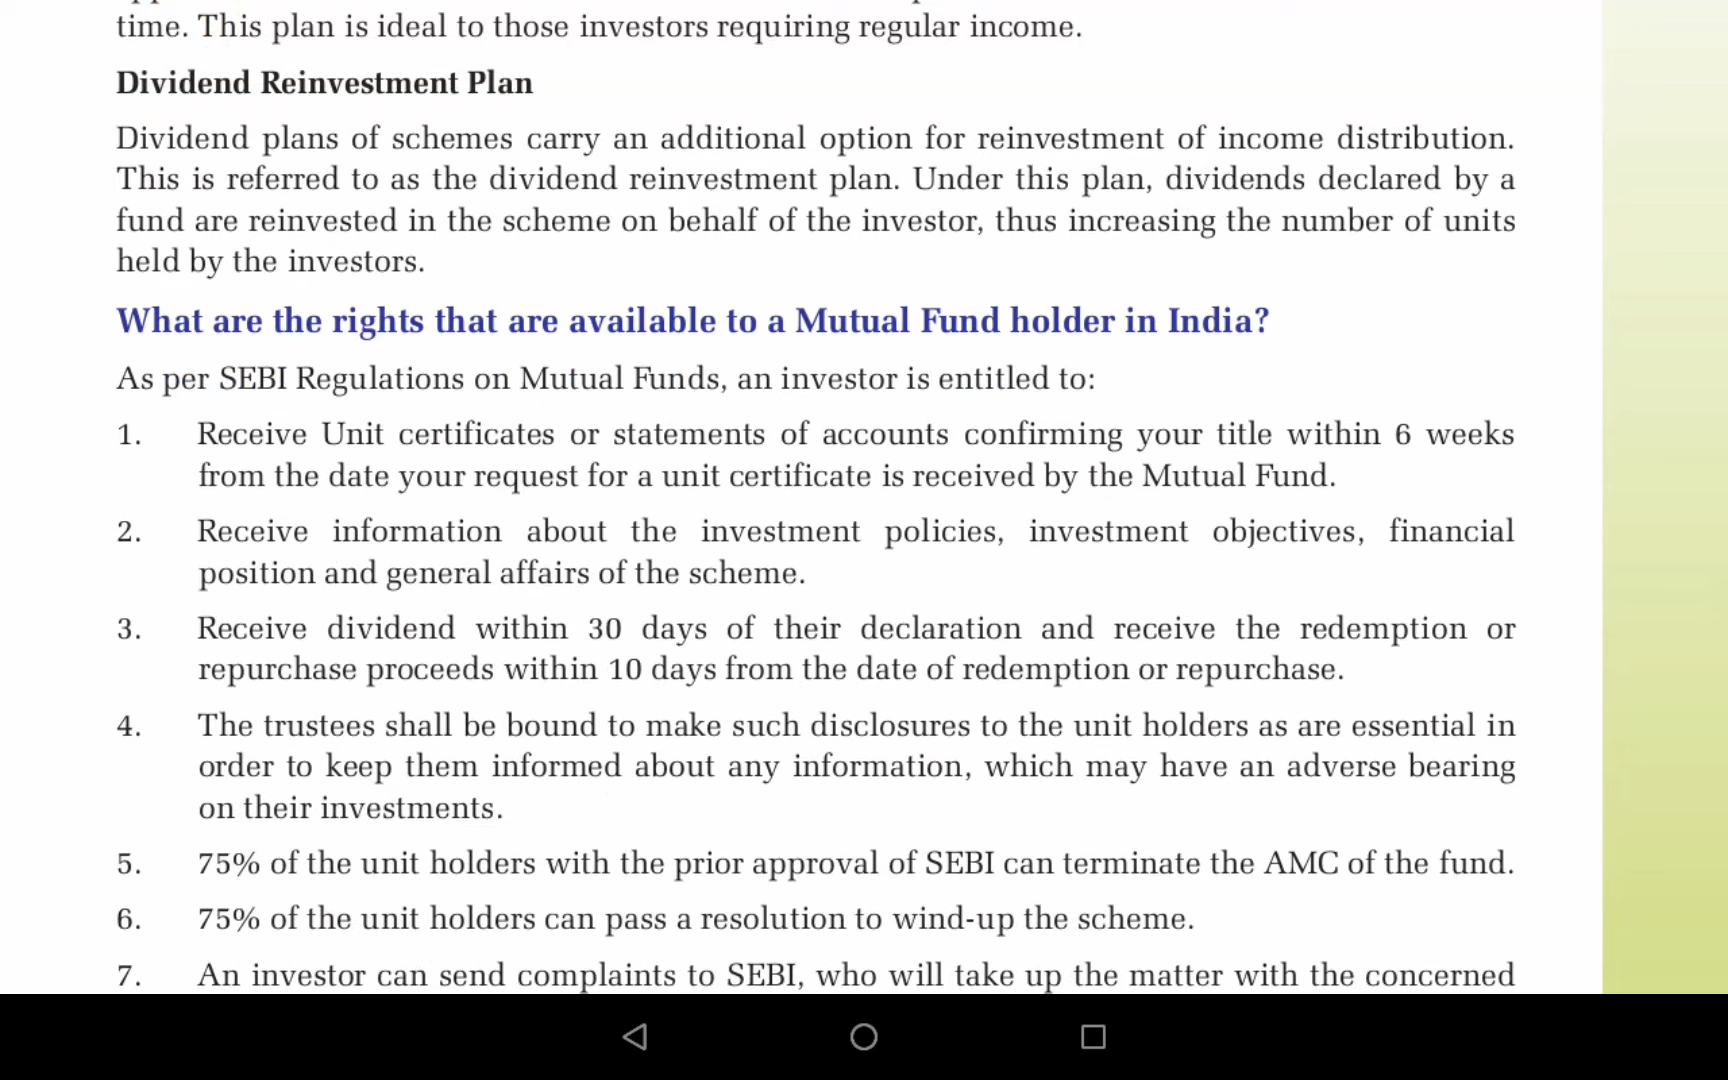 time. This plan is ideal to those investors requiring regular income.
Dividend Reinvestment Plan
Dividend plans of schemes carry an additional option for reinvestment of income distribution.
This is referred to as the dividend reinvestment plan. Under this plan, dividends declared by a
fund are reinvested in the scheme on behalf of the investor, thus increasing the number of units
held by the investors.
What are the rights that are available to a Mutual Fund holder in India?
As per SEBI Regulations on Mutual Funds, an investor is entitled to:
1. Receive Unit certificates or statements of accounts confirming your title within 6 weeks
from the date your request for a unit certificate is received by the Mutual Fund.
2. Receive information about the investment policies, investment objectives, financial
position and general affairs of the scheme.
3. Receive dividend within 30 days of their declaration and receive the redemption or
repurchase proceeds within 10 days from the date of redemption or repurchase.
4. The trustees shall be bound to make such disclosures to the unit holders as are essential in
order to keep them informed about any information, which may have an adverse bearing
on their investments.
5. 75% of the unit holders with the prior approval of SEBI can terminate the AMC of the fund.
6. 75% of the unit holders can pass a resolution to wind-up the scheme.
7. An investor can send complaints to SEBI, who will take up the matter with the concerned